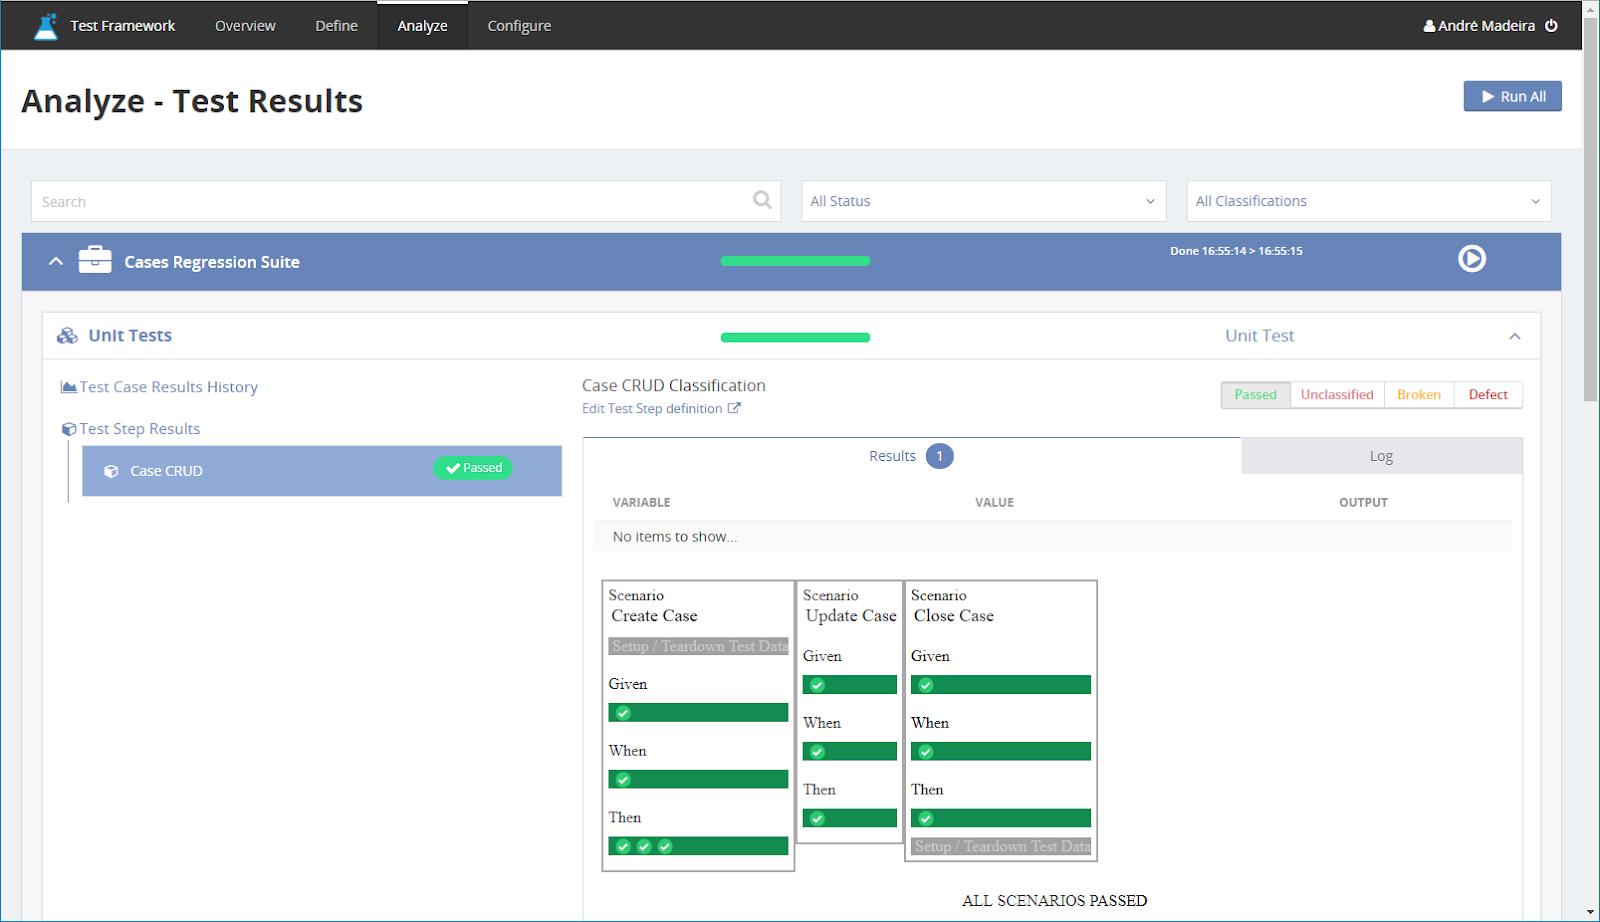 Test Framework Overview Define Analyze Configure André Madeira
Analyze - Test Results
Run All
Search
All Status
All Classifications
Cases Regression Suite
Done 16:55:14 > 16:55:15
Unit Tests
Unit Test
Test Case Results History
Test Step Results
Case CRUD
Passed
Case CRUD Classification
Edit Test Step definition
Passed Unclassified Broken Defect
Results 1
Log
VARIABLE VALUE OUTPUT
No items to show...
Scenario
Create Case
Setup / Teardown Test Data
Given
When
Then
Scenario
Update Case
Given
When
Then
Scenario
Close Case
Given
When
Then
Setup / Teardown Test Data
ALL SCENARIOS PASSED